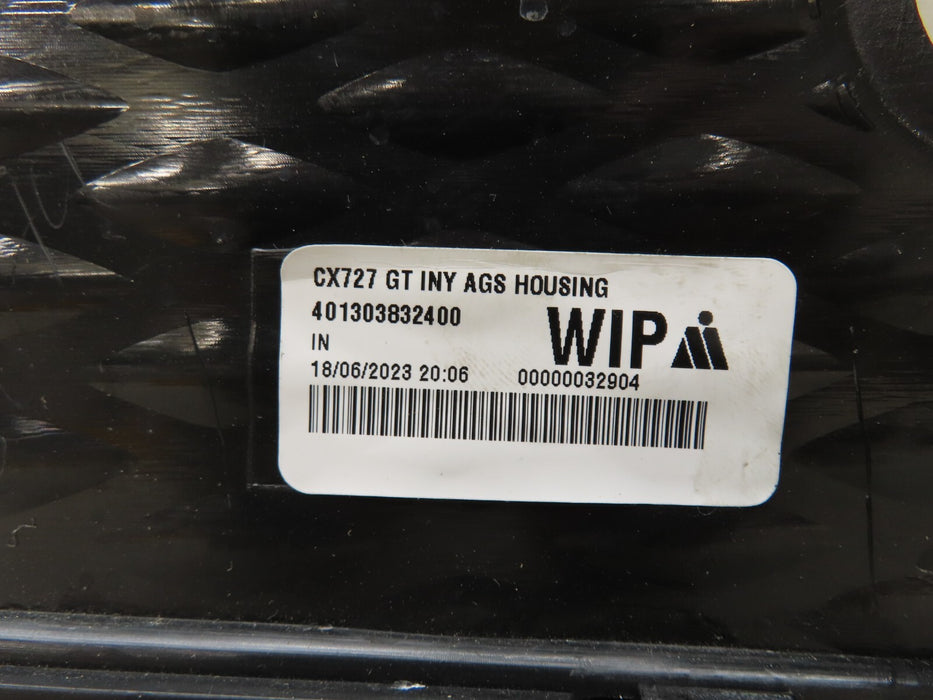 CX727 GT INY AGS HOUSING
401303832400
WIP
IN
18/06/2023 20:06 00000032904